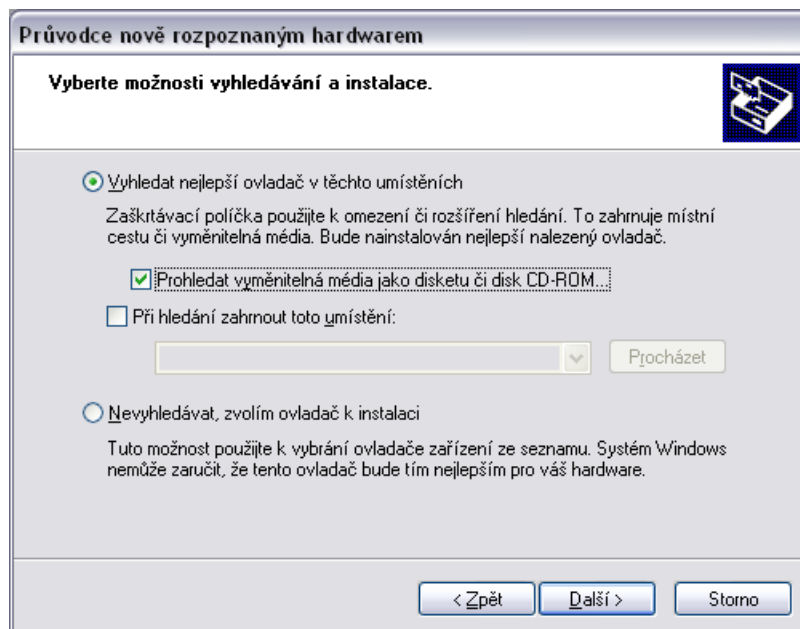 Průvodce nově rozpoznaným hardwarem
Vyberte možnosti vyhledávání a instalace.
Vyhledat nejlepší ovladač v těchto umístěních
Zaškrtávací políčka použijte k omezení či rozšíření hledání. To zahrnuje místní
cestu či vyměnitelná média. Bude nainstalován nejlepší nalezený ovladač.
Prohledat vyměnitelná média jako disketu či disk CD-ROM...
Při hledání zahrnout toto umístění:
Procházet
Nevyhledávat, zvolím ovladač k instalaci
Tuto možnost použijte k vybrání ovladače zařízení ze seznamu. Systém Windows
nemůže zaručit, že tento ovladač bude tím nejlepším pro váš hardware.
< Zpět Další > Storno